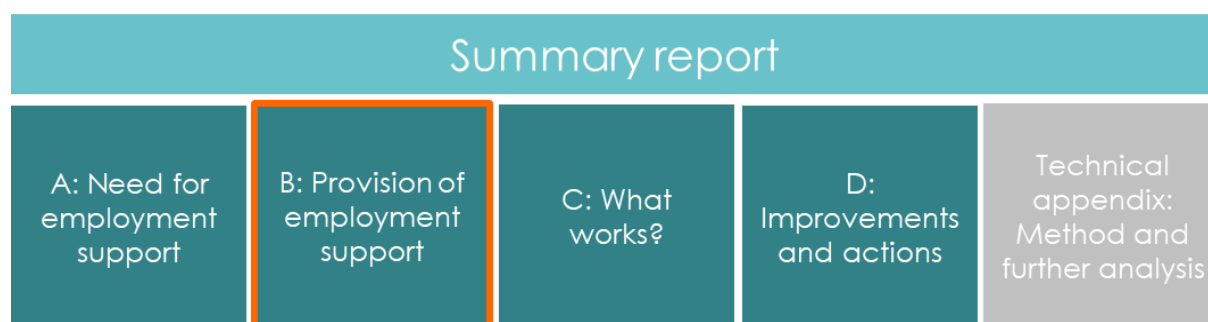 Summary report
A: Need for
employment
support
B: Provision of
employment
support
C: What
works?
D:
Improvements
and actions
Technical
appendix:
Method and
further analysis